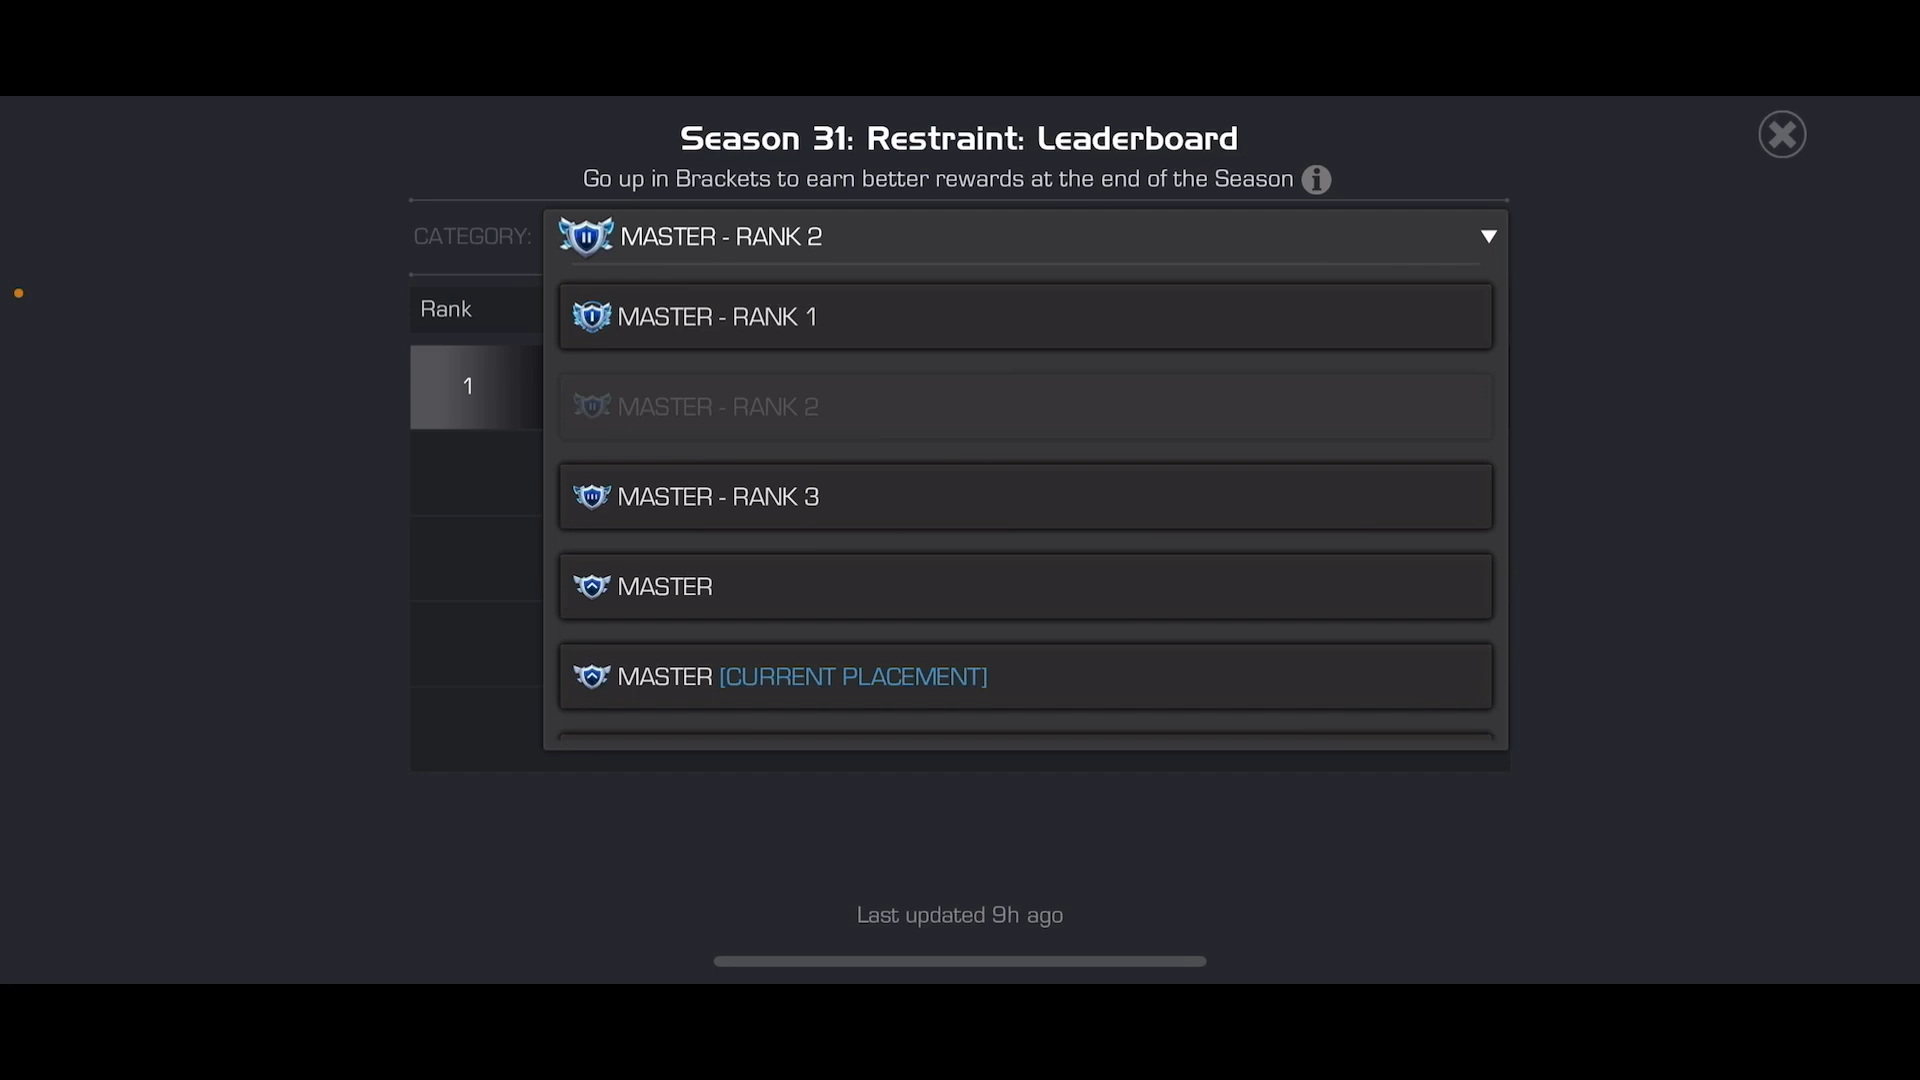 Season 31: Restraint: Leaderboard
Go up in Brackets to earn better rewards at the end of the Season
CATEGORY:
MASTER - RANK 2
MASTER - RANK 1
MASTER - RANK 2
MASTER - RANK 3
MASTER
MASTER [CURRENT PLACEMENT]
Rank
1
Last updated 9h ago